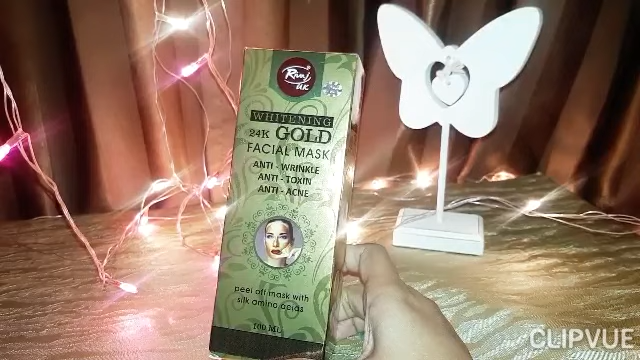 Rivaj
UK
WHITENING
24K GOLD
FACIAL MASK
ANTI - WRINKLE
ANTI - TOXIN
ANTI - ACNE
peel off mask with
silk amino acids
100 ML
CLIPVUE